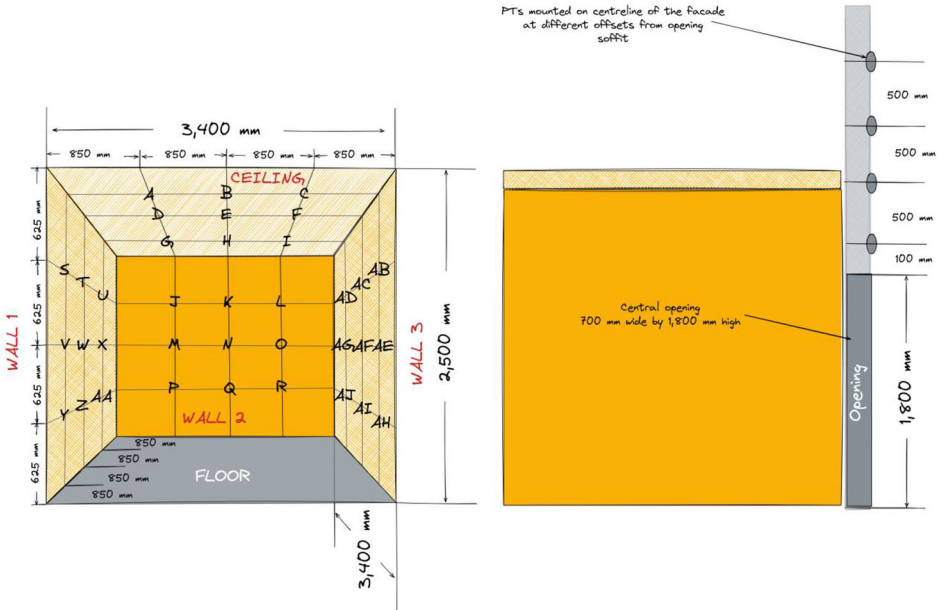 PTs mounted on centreline of the facade
at different offsets from opening
soffit
500 mm
500 mm
500 mm
100 mm
Central opening
700 mm wide by 1,800 mm high
Opening
1,800 mm
3,400 mm
850 mm
850 mm
850 mm
850 mm
CEILING
A
B
C
D
E
F
G
H
I
625 mm
625 mm
625 mm
625 mm
WALL 1
S
T
U
V
W
X
Y
Z
AA
J
K
L
M
N
O
P
Q
R
WALL 2
AB
AC
AD
AG
AF
AE
AJ
AI
AH
WALL 3
2,500 mm
850 mm
850 mm
850 mm
850 mm
FLOOR
3,400 mm